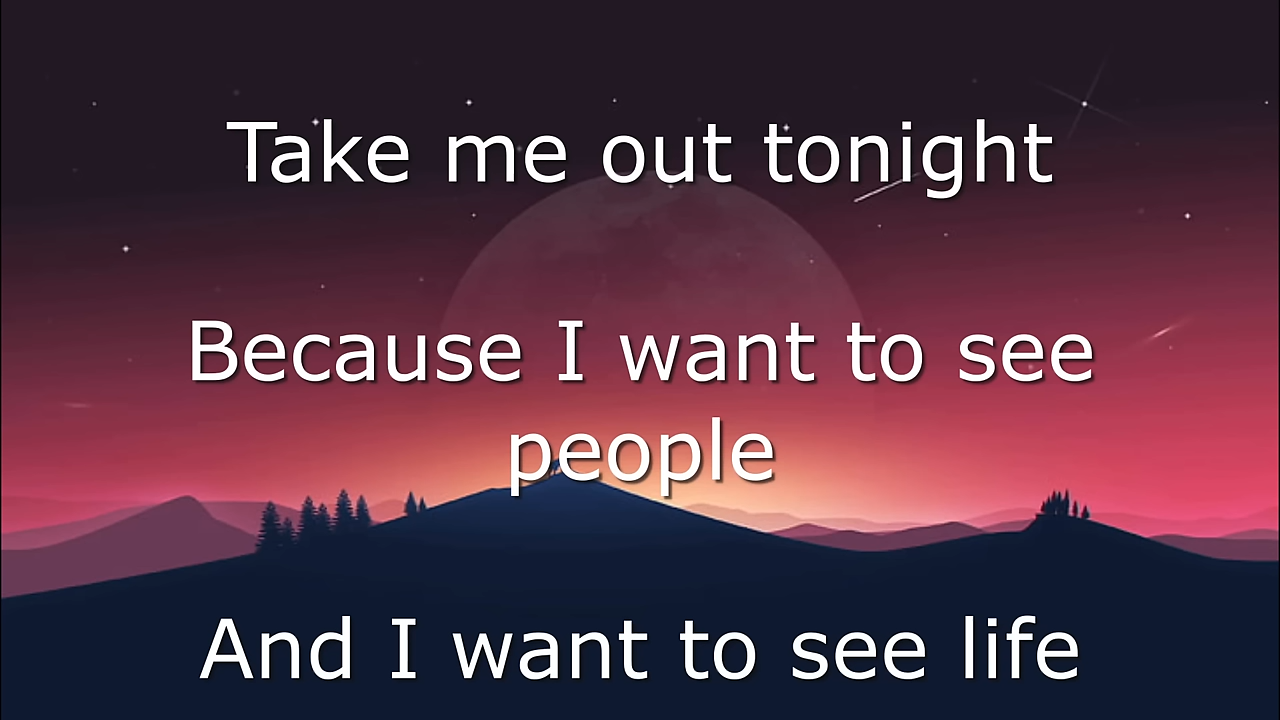 Take me out tonight
Because I want to see
people
And I want to see life